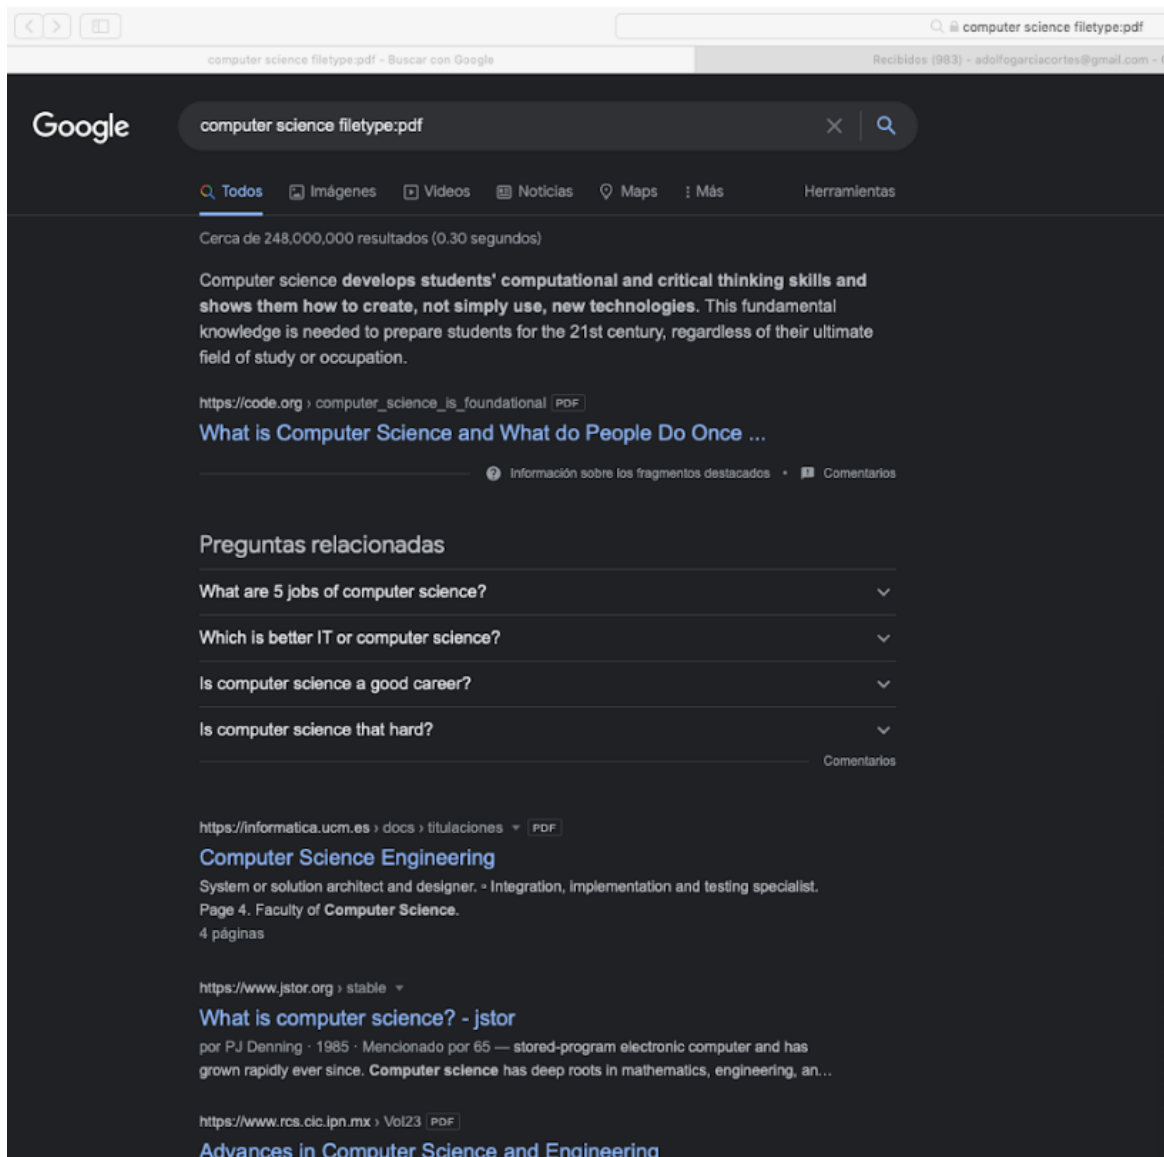 computer science filetype:pdf
computer science filetype:pdf - Buscar con Google
Recibidos (983) - adolfogarciacortes@gmail.com -
Google
computer science filetype:pdf
Todos Imágenes Videos Noticias Maps Más Herramientas
Cerca de 248,000,000 resultados (0.30 segundos)
Computer science develops students' computational and critical thinking skills and
shows them how to create, not simply use, new technologies. This fundamental
knowledge is needed to prepare students for the 21st century, regardless of their ultimate
field of study or occupation.
https://code.org › computer_science_is_foundational PDF
What is Computer Science and What do People Do Once ...
Información sobre los fragmentos destacados • Comentarios
Preguntas relacionadas
What are 5 jobs of computer science?
Which is better IT or computer science?
Is computer science a good career?
Is computer science that hard?
Comentarios
https://informatica.ucm.es › docs › titulaciones PDF
Computer Science Engineering
System or solution architect and designer. ▫ Integration, implementation and testing specialist.
Page 4. Faculty of Computer Science.
4 páginas
https://www.jstor.org › stable
What is computer science? - jstor
por PJ Denning · 1985 · Mencionado por 65 — stored-program electronic computer and has
grown rapidly ever since. Computer science has deep roots in mathematics, engineering, an...
https://www.rcs.cic.ipn.mx › Vol23 PDF
Advances in Computer Science and Engineering